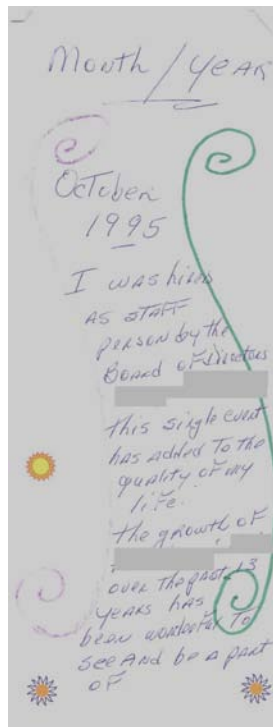 Month / Year
October
1995
I was hired
as staff
person by the
Board of Directors
this single event
has added to the
quality of my
life...
the growth of
over the past 13
years has
been wonderful to
see and be a part
of